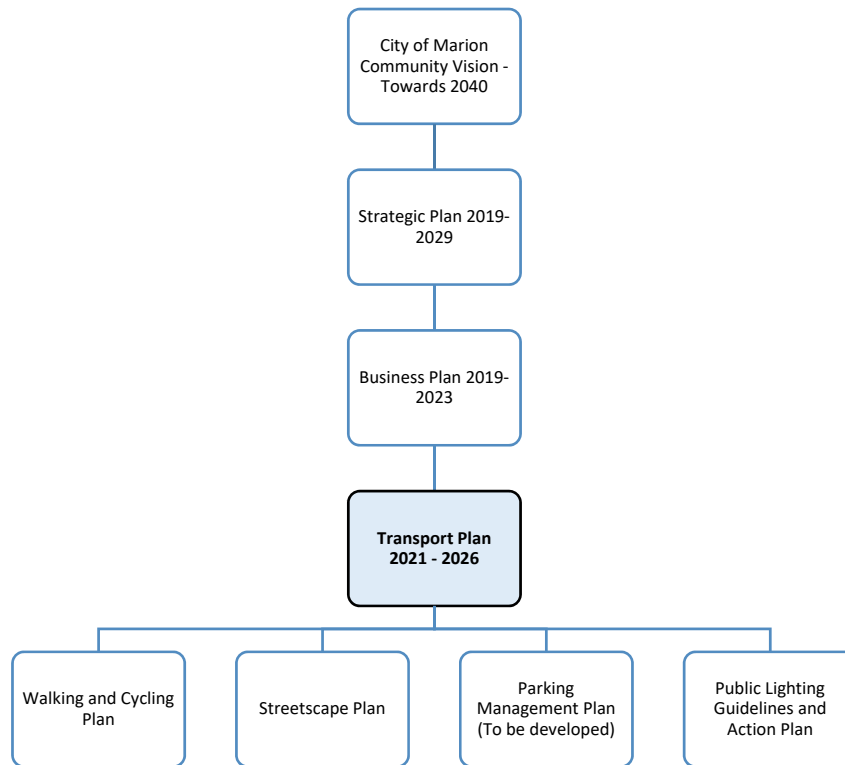 City of Marion
Community Vision -
Towards 2040
Strategic Plan 2019-
2029
Business Plan 2019-
2023
Transport Plan
2021 - 2026
Walking and Cycling
Plan
Streetscape Plan
Parking
Management Plan
(To be developed)
Public Lighting
Guidelines and
Action Plan